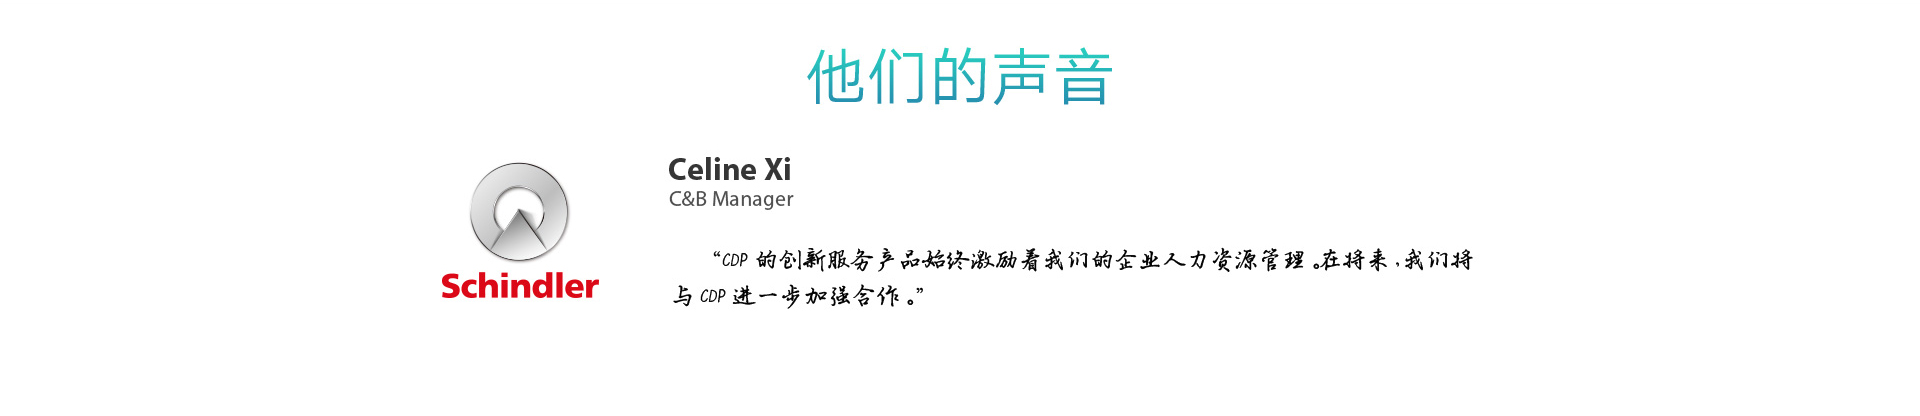 他们的声音
Celine Xi
C&B Manager
Schindler
“CDP 的创新服务产品始终激励着我们的企业人力资源管理。在将来,我们将
与 CDP 进一步加强合作。”